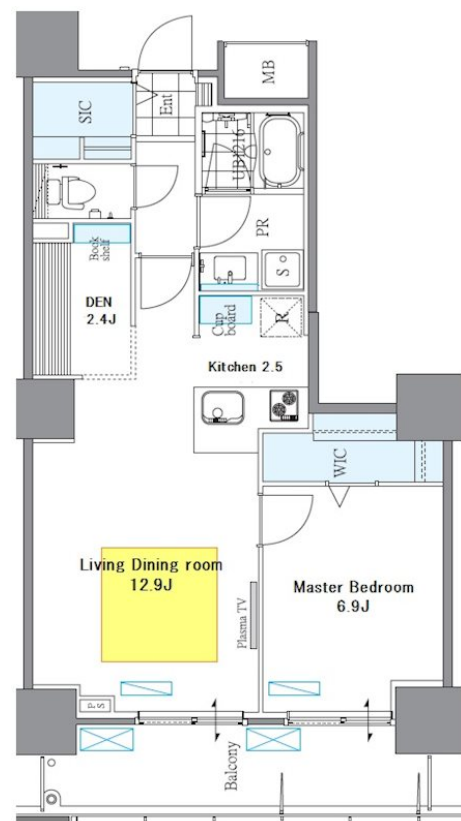 MB
SIC
Ent
UB1216
PR
Book
shelf
S
DEN
2.4J
Cup
board
R
Kitchen 2.5
WIC
Living Dining room
12.9J
Master Bedroom
6.9J
Plasma TV
PS
Balcony